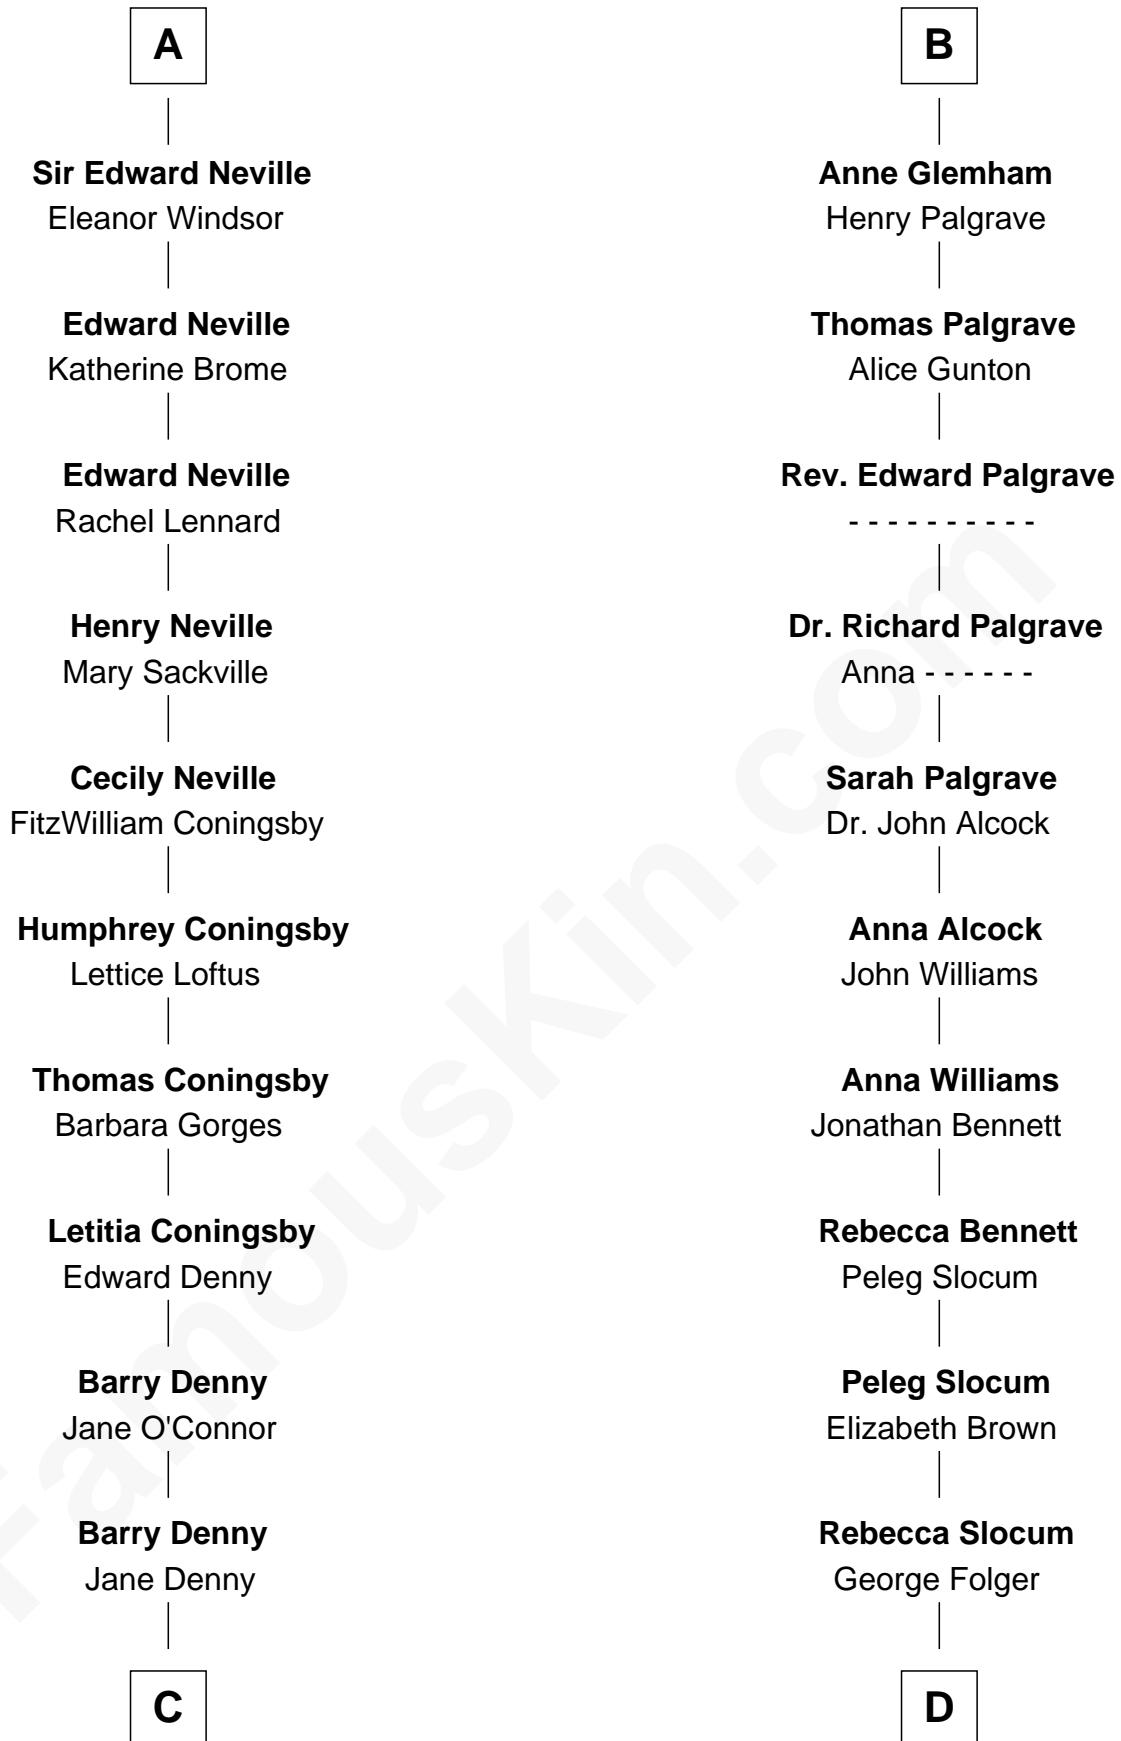 A
Sir Edward Neville
Eleanor Windsor
Edward Neville
Katherine Brome
Edward Neville
Rachel Lennard
Henry Neville
Mary Sackville
Cecily Neville
FitzWilliam Coningsby
Humphrey Coningsby
Lettice Loftus
Thomas Coningsby
Barbara Gorges
Letitia Coningsby
Edward Denny
Barry Denny
Jane O'Connor
Barry Denny
Jane Denny
C
B
Anne Glemham
Henry Palgrave
Thomas Palgrave
Alice Gunton
Rev. Edward Palgrave
- - - - - - - - - -
Dr. Richard Palgrave
Anna - - - - - -
Sarah Palgrave
Dr. John Alcock
Anna Alcock
John Williams
Anna Williams
Jonathan Bennett
Rebecca Bennett
Peleg Slocum
Peleg Slocum
Elizabeth Brown
Rebecca Slocum
George Folger
D
FamousKin.com